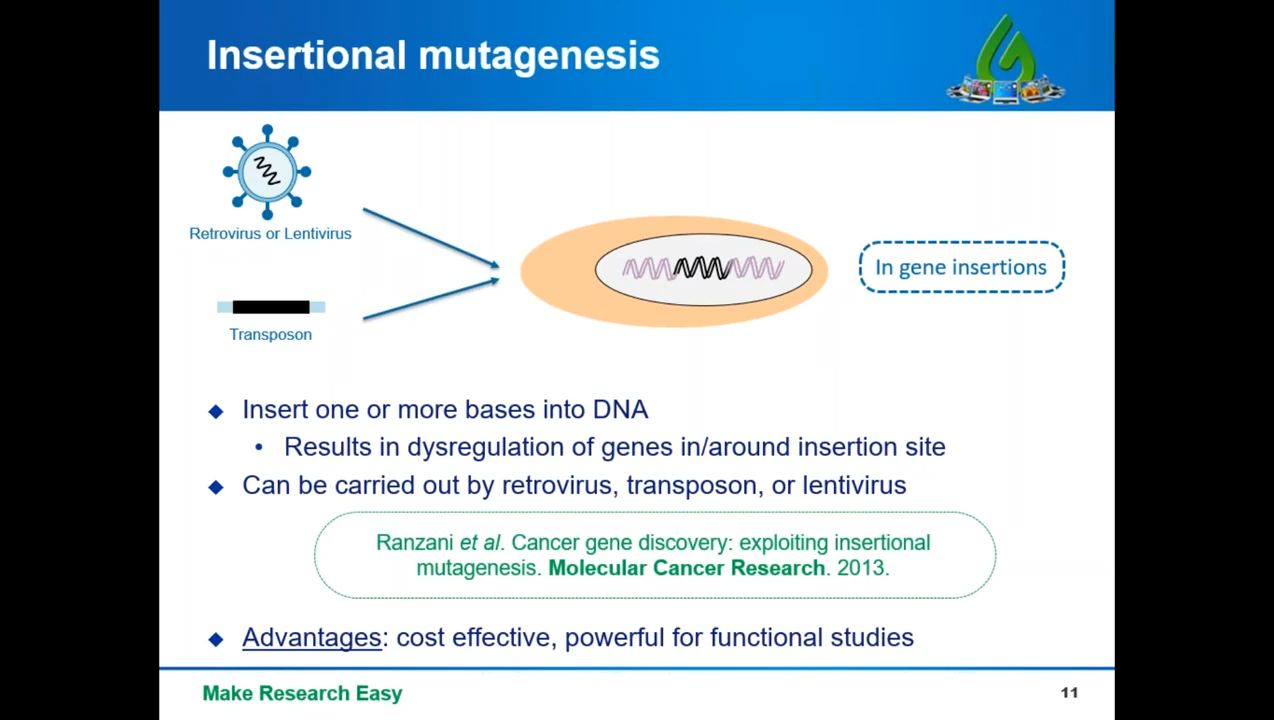 Insertional mutagenesis
Retrovirus or Lentivirus
In gene insertions
Transposon
◆ Insert one or more bases into DNA
• Results in dysregulation of genes in/around insertion site
◆ Can be carried out by retrovirus, transposon, or lentivirus
Ranzani et al. Cancer gene discovery: exploiting insertional
mutagenesis. Molecular Cancer Research. 2013.
◆ Advantages: cost effective, powerful for functional studies
Make Research Easy
11